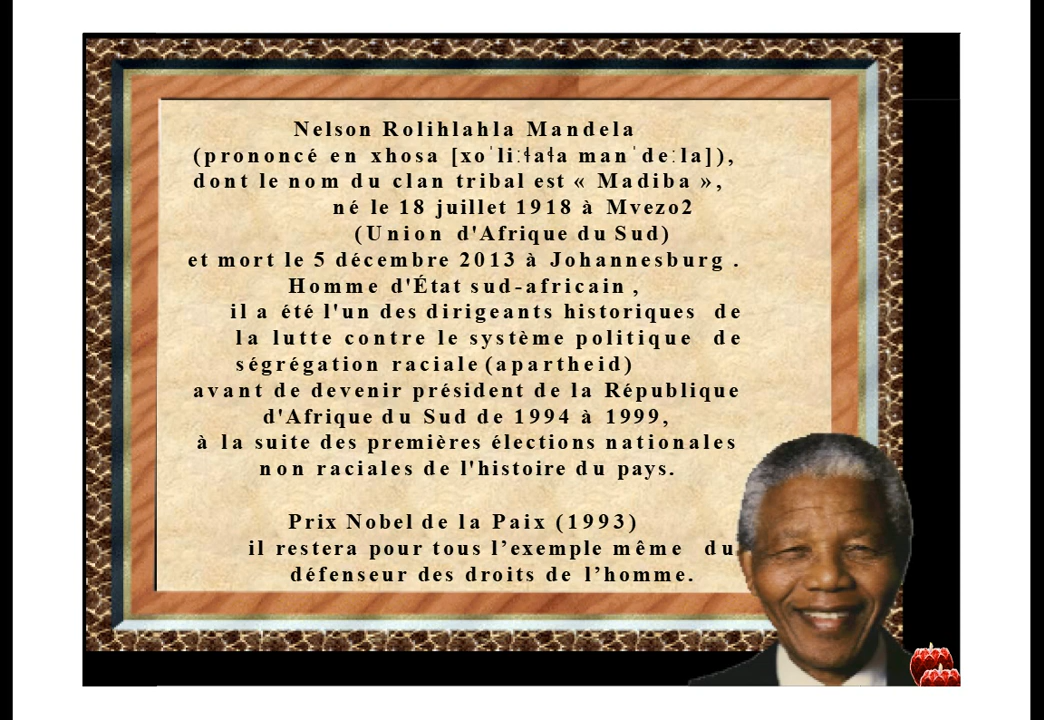 Nelson Rolihlahla Mandela
(prononcé en xhosa [xoˈliːɬaɬa manˈdeːla]),
dont le nom du clan tribal est « Madiba »,
né le 18 juillet 1918 à Mvezo2
(Union d'Afrique du Sud)
et mort le 5 décembre 2013 à Johannesburg .
Homme d'État sud-africain ,
il a été l'un des dirigeants historiques de
la lutte contre le système politique de
ségrégation raciale (apartheid)
avant de devenir président de la République
d'Afrique du Sud de 1994 à 1999,
à la suite des premières élections nationales
non raciales de l'histoire du pays.
Prix Nobel de la Paix (1993)
il restera pour tous l’exemple même du
défenseur des droits de l’homme.